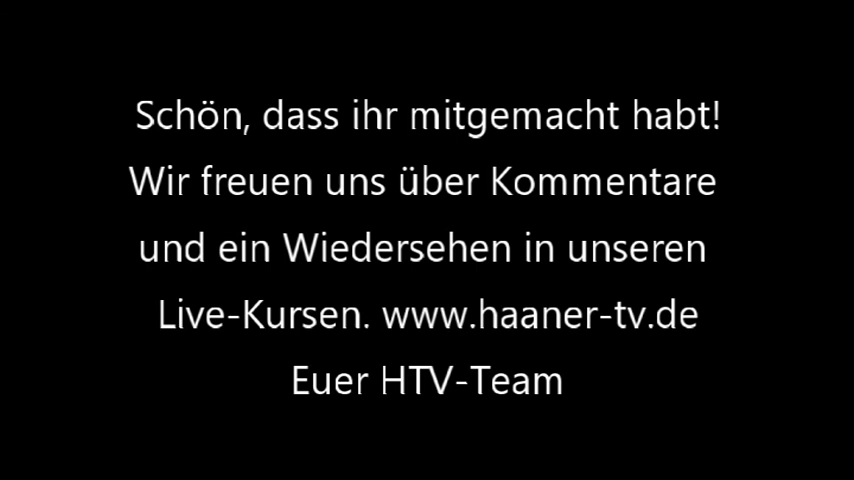 Schön, dass ihr mitgemacht habt!
Wir freuen uns über Kommentare
und ein Wiedersehen in unseren
Live-Kursen. www.haaner-tv.de
Euer HTV-Team